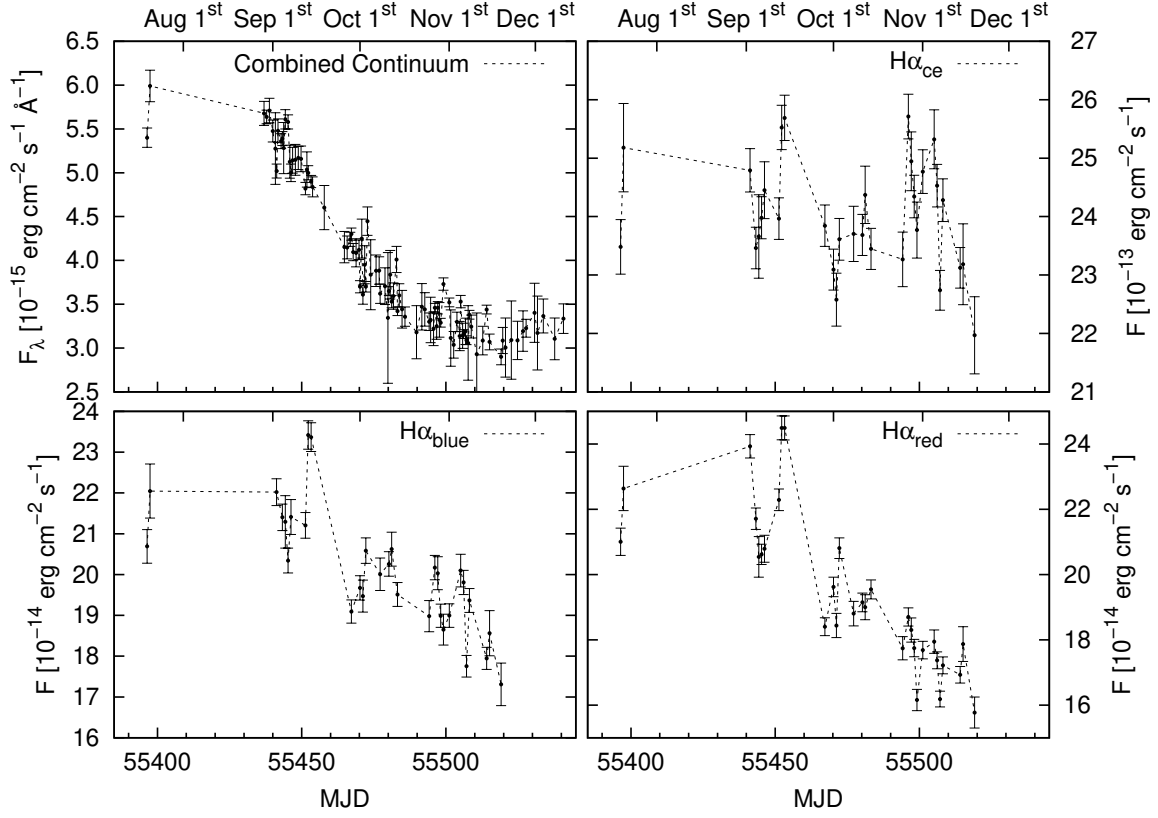 Aug 1st Sep 1st Oct 1st Nov 1st Dec 1st Aug 1st Sep 1st Oct 1st Nov 1st Dec 1st
Combined Continuum
6.5
6.0
5.5
5.0
4.5
4.0
3.5
3.0
2.5
F_λ [10^−15 erg cm^−2 s^−1 Å^−1]
Hα_ce
27
26
25
24
23
22
21
F [10^−13 erg cm^−2 s^−1]
Hα_blue
24
23
22
21
20
19
18
17
16
F [10^−14 erg cm^−2 s^−1]
Hα_red
24
22
20
18
16
F [10^−14 erg cm^−2 s^−1]
55400 55450 55500 55400 55450 55500
MJD MJD